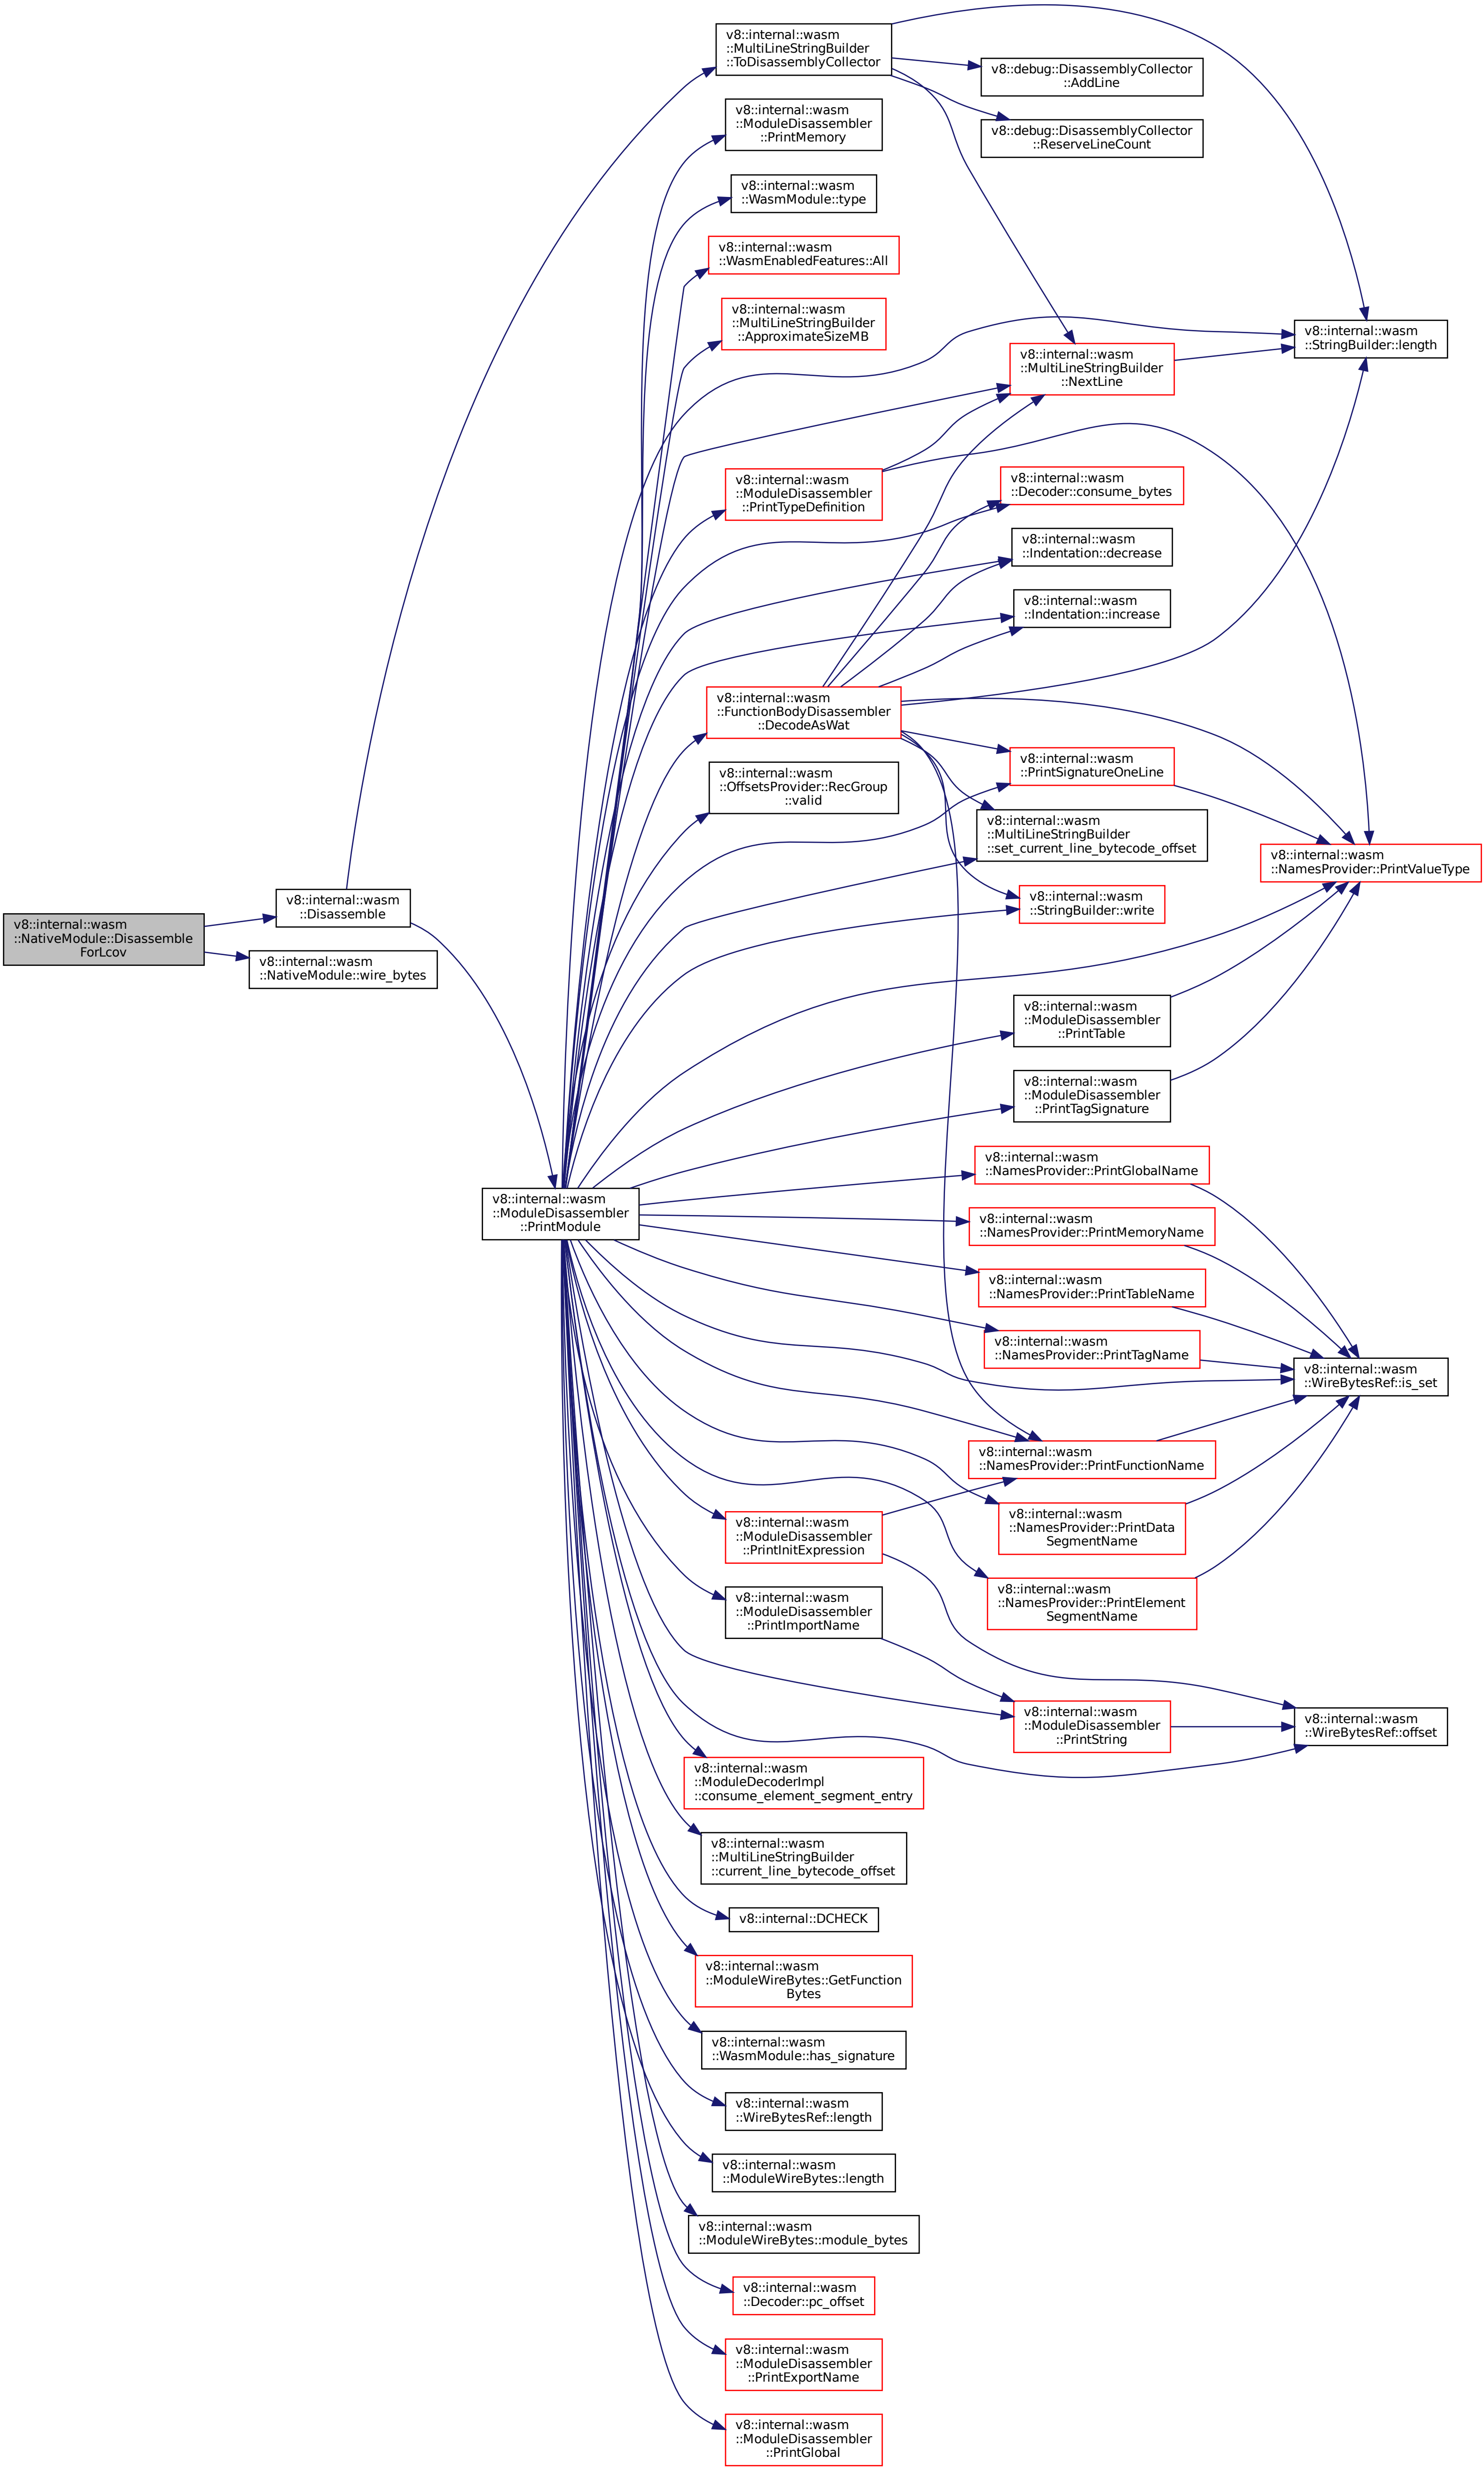 v8::internal::wasm
::MultiLineStringBuilder
::ToDisassemblyCollector
v8::debug::DisassemblyCollector
::AddLine
v8::internal::wasm
::ModuleDisassembler
::PrintMemory
v8::debug::DisassemblyCollector
::ReserveLineCount
v8::internal::wasm
::WasmModule::type
v8::internal::wasm
::WasmEnabledFeatures::All
v8::internal::wasm
::MultiLineStringBuilder
::ApproximateSizeMB
v8::internal::wasm
::StringBuilder::length
v8::internal::wasm
::MultiLineStringBuilder
::NextLine
v8::internal::wasm
::ModuleDisassembler
::PrintTypeDefinition
v8::internal::wasm
::Decoder::consume_bytes
v8::internal::wasm
::Indentation::decrease
v8::internal::wasm
::Indentation::increase
v8::internal::wasm
::FunctionBodyDisassembler
::DecodeAsWat
v8::internal::wasm
::OffsetsProvider::RecGroup
::valid
v8::internal::wasm
::PrintSignatureOneLine
v8::internal::wasm
::MultiLineStringBuilder
::set_current_line_bytecode_offset
v8::internal::wasm
::NamesProvider::PrintValueType
v8::internal::wasm
::StringBuilder::write
v8::internal::wasm
::Disassemble
v8::internal::wasm
::NativeModule::Disassemble
ForLcov
v8::internal::wasm
::NativeModule::wire_bytes
v8::internal::wasm
::ModuleDisassembler
::PrintTable
v8::internal::wasm
::ModuleDisassembler
::PrintTagSignature
v8::internal::wasm
::NamesProvider::PrintGlobalName
v8::internal::wasm
::ModuleDisassembler
::PrintModule
v8::internal::wasm
::NamesProvider::PrintMemoryName
v8::internal::wasm
::NamesProvider::PrintTableName
v8::internal::wasm
::NamesProvider::PrintTagName
v8::internal::wasm
::WireBytesRef::is_set
v8::internal::wasm
::NamesProvider::PrintFunctionName
v8::internal::wasm
::ModuleDisassembler
::PrintInitExpression
v8::internal::wasm
::NamesProvider::PrintData
SegmentName
v8::internal::wasm
::NamesProvider::PrintElement
SegmentName
v8::internal::wasm
::ModuleDisassembler
::PrintImportName
v8::internal::wasm
::ModuleDisassembler
::PrintString
v8::internal::wasm
::WireBytesRef::offset
v8::internal::wasm
::ModuleDecoderImpl
::consume_element_segment_entry
v8::internal::wasm
::MultiLineStringBuilder
::current_line_bytecode_offset
v8::internal::DCHECK
v8::internal::wasm
::ModuleWireBytes::GetFunction
Bytes
v8::internal::wasm
::WasmModule::has_signature
v8::internal::wasm
::WireBytesRef::length
v8::internal::wasm
::ModuleWireBytes::length
v8::internal::wasm
::ModuleWireBytes::module_bytes
v8::internal::wasm
::Decoder::pc_offset
v8::internal::wasm
::ModuleDisassembler
::PrintExportName
v8::internal::wasm
::ModuleDisassembler
::PrintGlobal